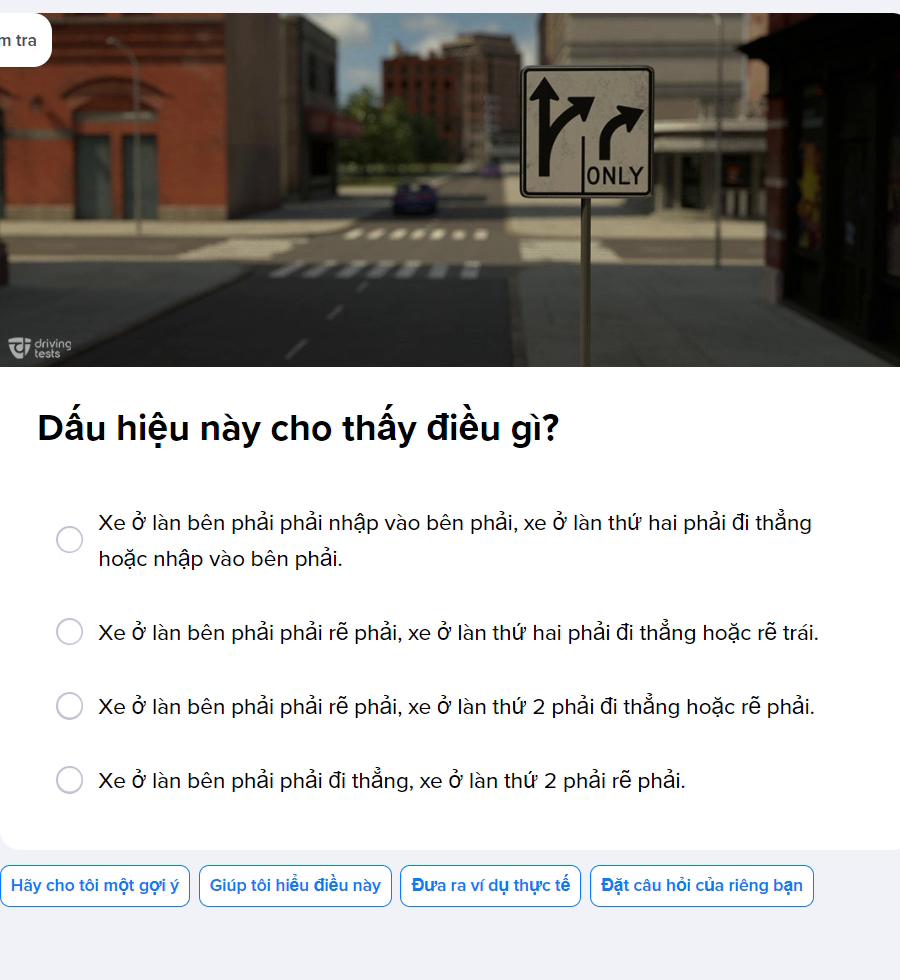 m tra
ONLY
driving
tests
Dấu hiệu này cho thấy điều gì?
Xe ở làn bên phải phải nhập vào bên phải, xe ở làn thứ hai phải đi thẳng
hoặc nhập vào bên phải.
Xe ở làn bên phải phải rẽ phải, xe ở làn thứ hai phải đi thẳng hoặc rẽ trái.
Xe ở làn bên phải phải rẽ phải, xe ở làn thứ 2 phải đi thẳng hoặc rẽ phải.
Xe ở làn bên phải phải đi thẳng, xe ở làn thứ 2 phải rẽ phải.
Hãy cho tôi một gợi ý
Giúp tôi hiểu điều này
Đưa ra ví dụ thực tế
Đặt câu hỏi của riêng bạn